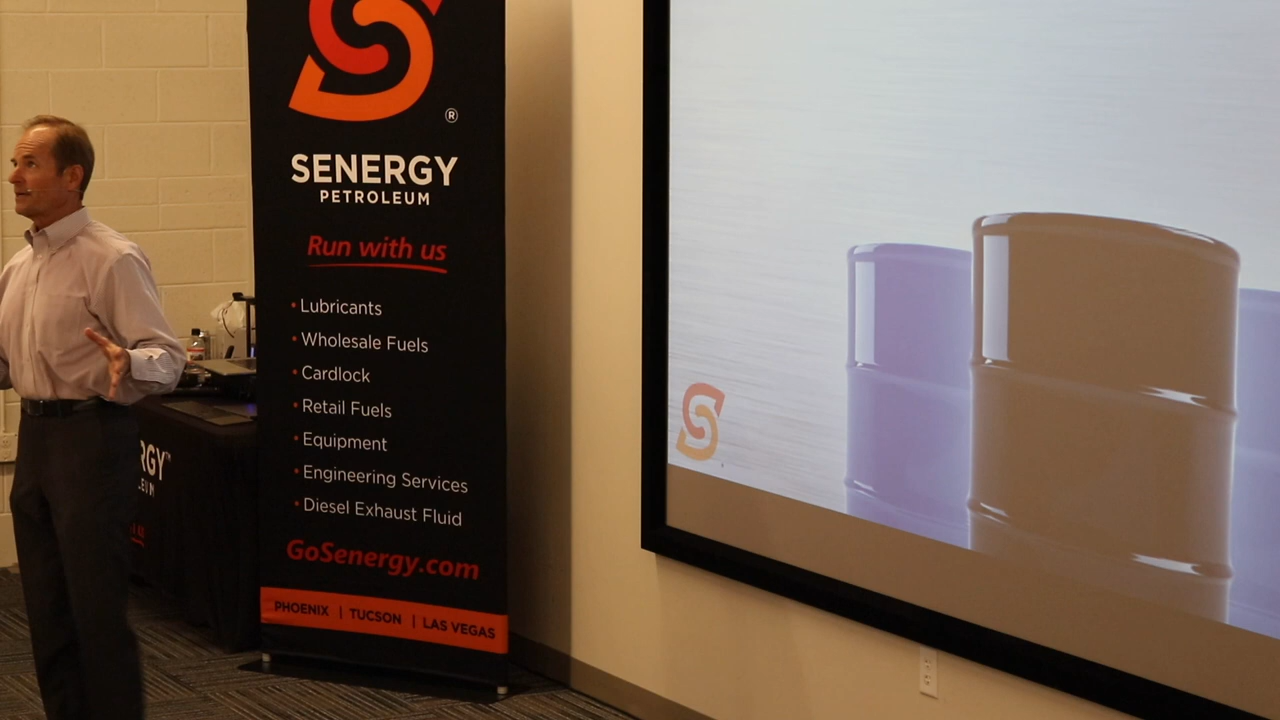 ®
SENERGY
PETROLEUM
Run with us
• Lubricants
• Wholesale Fuels
• Cardlock
• Retail Fuels
• Equipment
• Engineering Services
• Diesel Exhaust Fluid
GoSenergy.com
PHOENIX | TUCSON | LAS VEGAS
RGY™